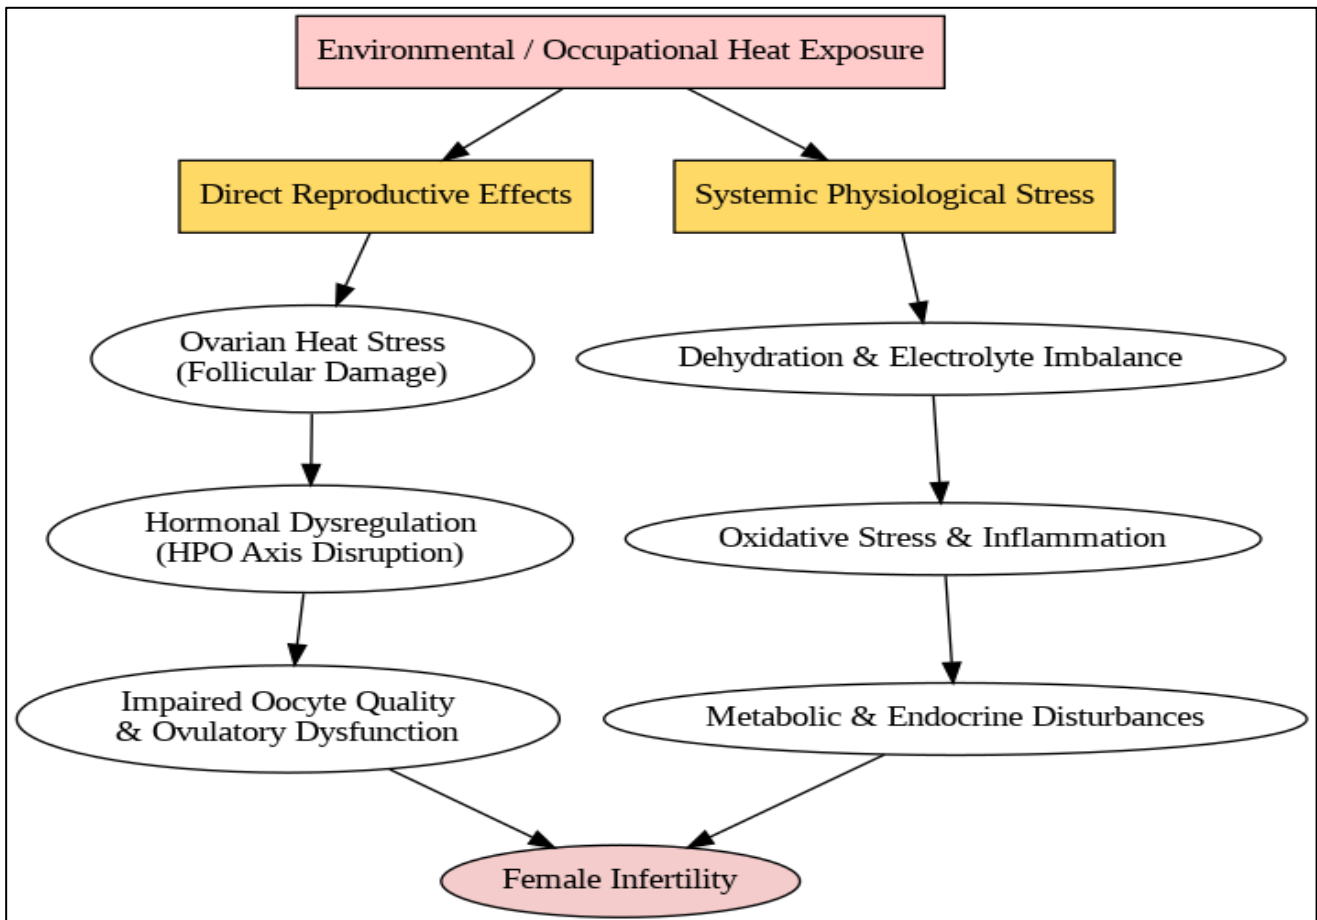 Environmental / Occupational Heat Exposure
Direct Reproductive Effects
Systemic Physiological Stress
Ovarian Heat Stress
(Follicular Damage)
Dehydration & Electrolyte Imbalance
Hormonal Dysregulation
(HPO Axis Disruption)
Oxidative Stress & Inflammation
Impaired Oocyte Quality
& Ovulatory Dysfunction
Metabolic & Endocrine Disturbances
Female Infertility